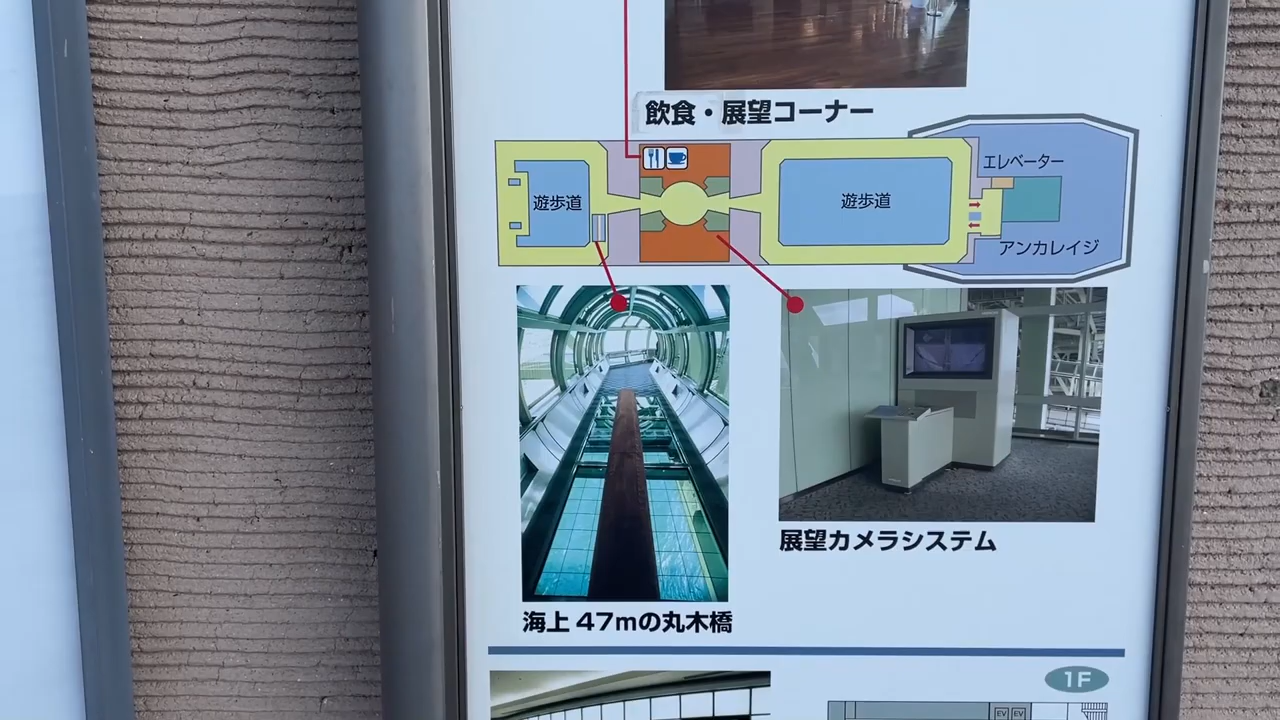 飲食・展望コーナー
エレベーター
遊歩道
遊歩道
アンカレイジ
展望カメラシステム
海上47mの丸木橋
1F
EV EV